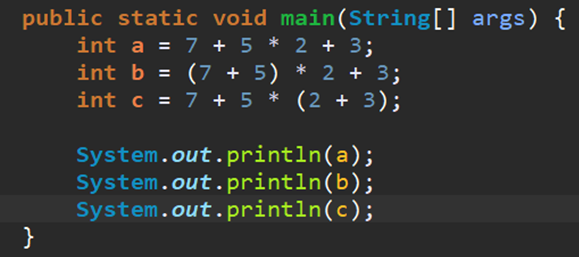 public static void main(String[] args) {
    int a = 7 + 5 * 2 + 3;
    int b = (7 + 5) * 2 + 3;
    int c = 7 + 5 * (2 + 3);

    System.out.println(a);
    System.out.println(b);
    System.out.println(c);
}